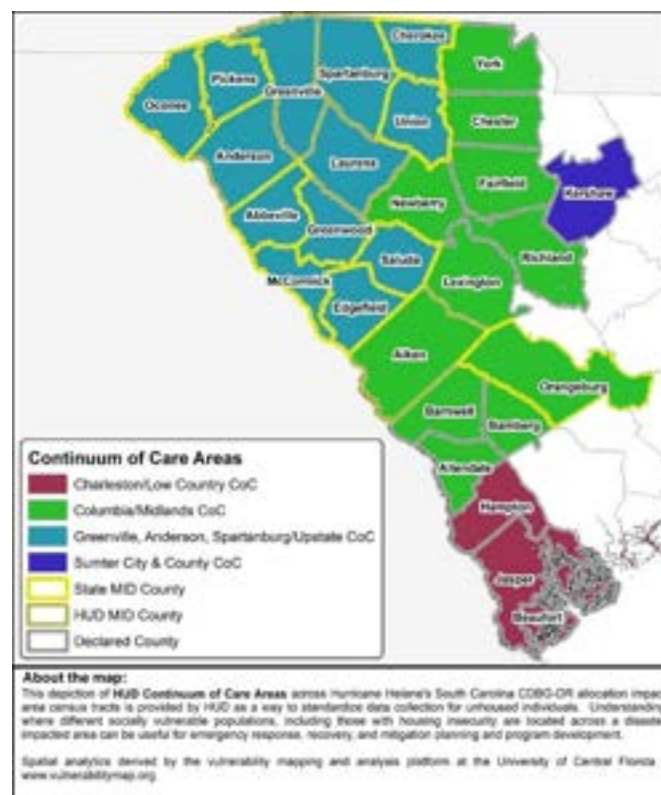 Cherokee
York
Spartanburg
Pickens
Oconee
Greenville
Union
Chester
Anderson
Laurens
Fairfield
Kershaw
Newberry
Abbeville
Greenwood
Richland
Saluda
McCormick
Lexington
Edgefield
Aiken
Orangeburg
Barnwell
Bamberg
Allendale
Hampton
Jasper
Beaufort
Continuum of Care Areas
Charleston/Low Country CoC
Columbia/Midlands CoC
Greenville, Anderson, Spartanburg/Upstate CoC
Sumter City & County CoC
State MID County
HUD MID County
Declared County
About the map:
This depiction of HUD Continuum of Care Areas across Hurricane Helene's South Carolina CDBG-DR allocation impac
area census tracts is provided by HUD as a way to standardize data collection for unhoused individuals. Understanding
where different socially vulnerable populations, including those with housing insecurity are located across a disaste
impacted area can be useful for emergency response, recovery, and mitigation planning and program development.
Spatial analytics derived by the vulnerability mapping and analysis platform at the University of Central Florida
www.vulnerabilitymap.org